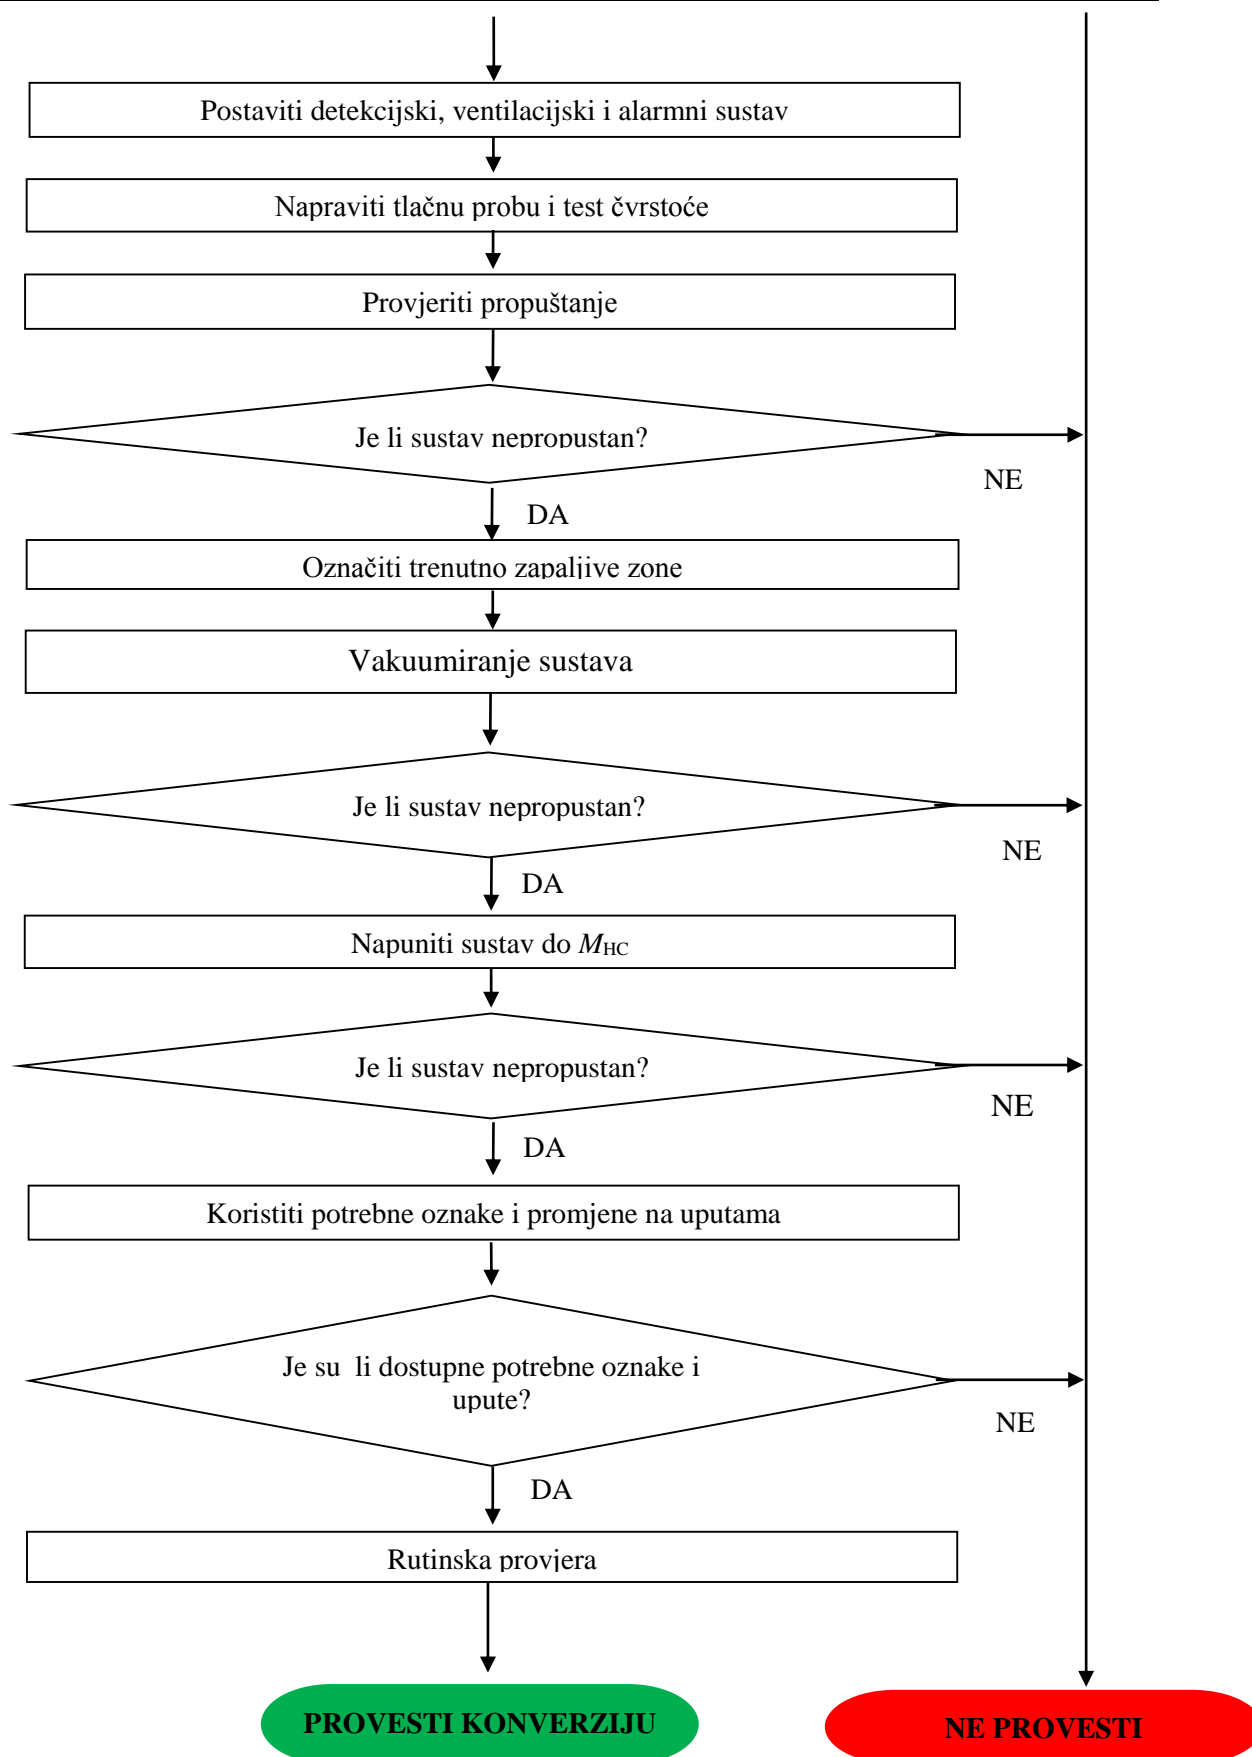 Postaviti detekcijski, ventilacijski i alarmni sustav
Napraviti tlačnu probu i test čvrstoće
Provjeriti propuštanje
Je li sustav nepropustan?
NE
DA
Označiti trenutno zapaljive zone
Vakuumiranje sustava
Je li sustav nepropustan?
NE
DA
Napuniti sustav do MHC
Je li sustav nepropustan?
NE
DA
Koristiti potrebne oznake i promjene na uputama
Je su li dostupne potrebne oznake i
upute?
NE
DA
Rutinska provjera
PROVESTI KONVERZIJU
NE PROVESTI